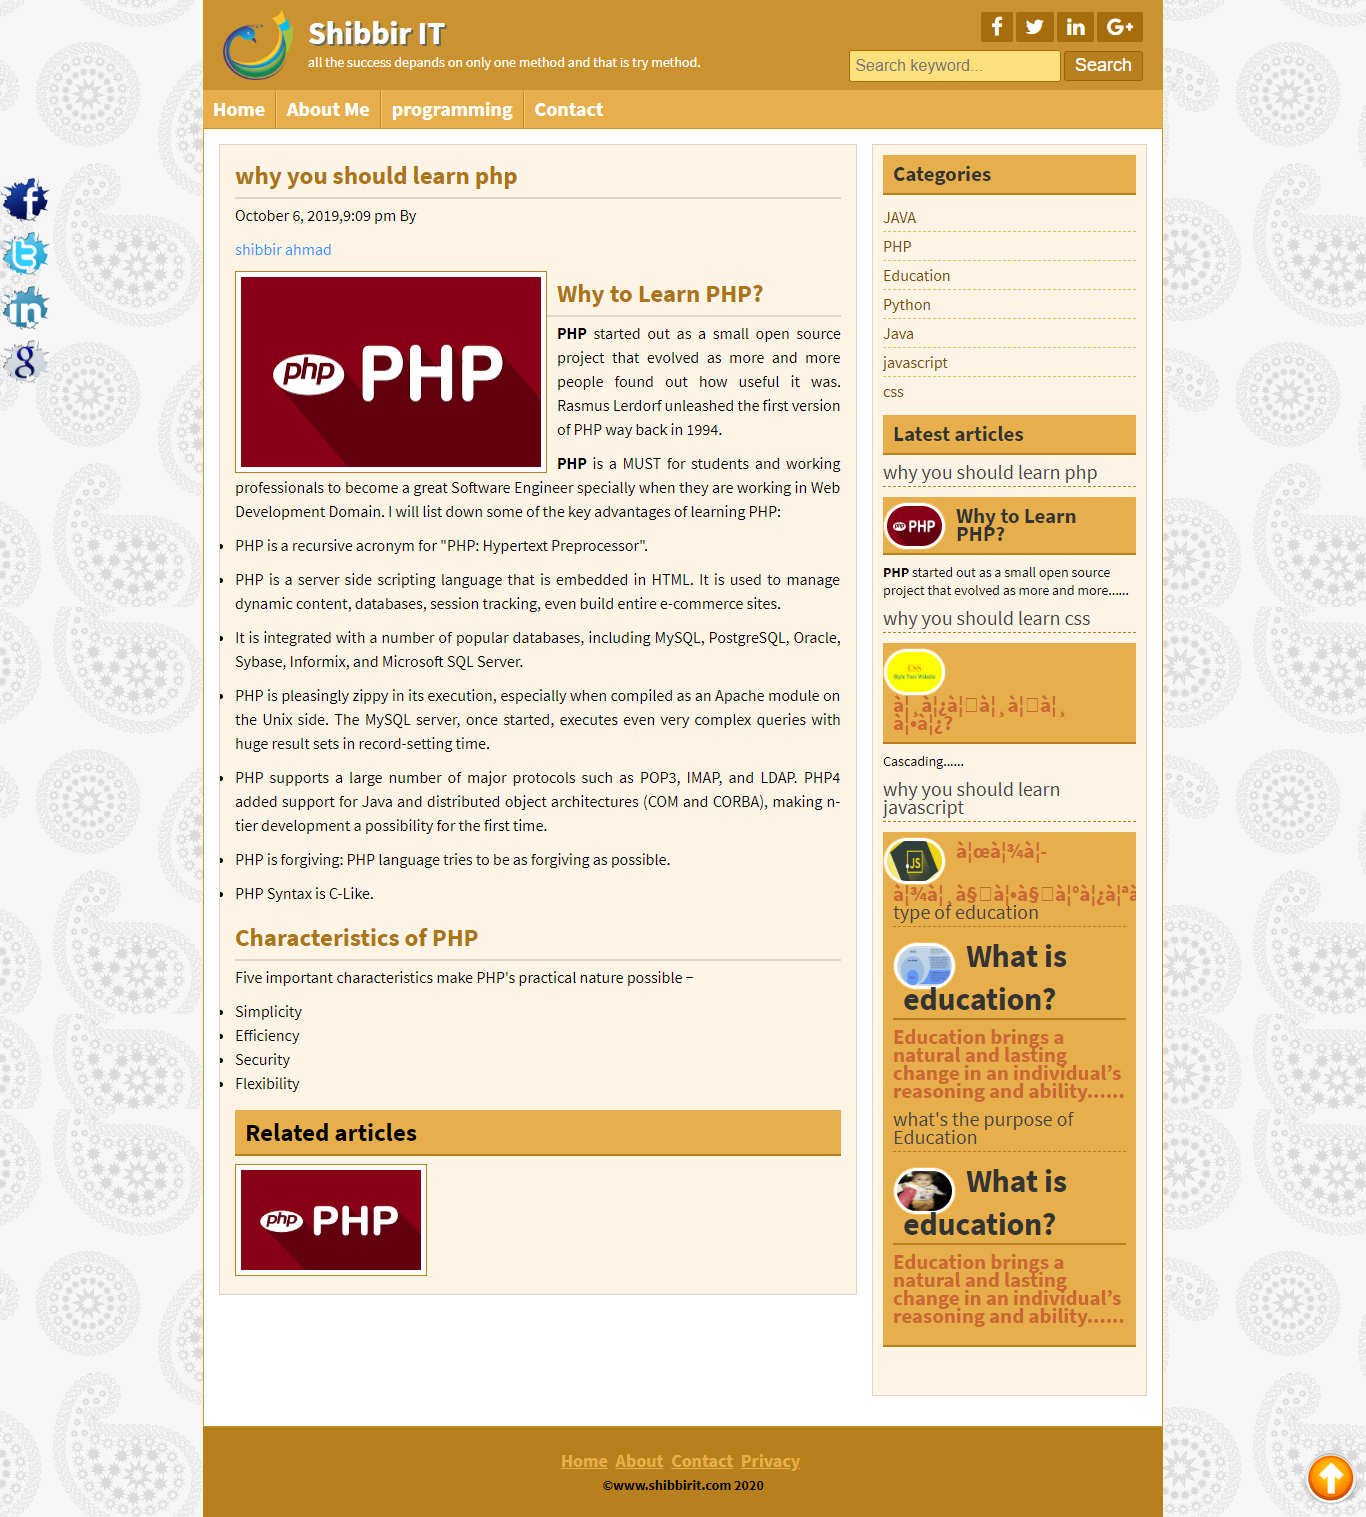 Shibbir IT
all the success depands on only one method and that is try method.
Search keyword...
Search
Home
About Me
programming
Contact
why you should learn php
October 6, 2019,9:09 pm By
shibbir ahmad
php PHP
Why to Learn PHP?
PHP started out as a small open source
project that evolved as more and more
people found out how useful it was.
Rasmus Lerdorf unleashed the first version
of PHP way back in 1994.
PHP is a MUST for students and working
professionals to become a great Software Engineer specially when they are working in Web
Development Domain. I will list down some of the key advantages of learning PHP:
PHP is a recursive acronym for "PHP: Hypertext Preprocessor".
PHP is a server side scripting language that is embedded in HTML. It is used to manage
dynamic content, databases, session tracking, even build entire e-commerce sites.
It is integrated with a number of popular databases, including MySQL, PostgreSQL, Oracle,
Sybase, Informix, and Microsoft SQL Server.
PHP is pleasingly zippy in its execution, especially when compiled as an Apache module on
the Unix side. The MySQL server, once started, executes even very complex queries with
huge result sets in record-setting time.
PHP supports a large number of major protocols such as POP3, IMAP, and LDAP. PHP4
added support for Java and distributed object architectures (COM and CORBA), making n-
tier development a possibility for the first time.
PHP is forgiving: PHP language tries to be as forgiving as possible.
PHP Syntax is C-Like.
Characteristics of PHP
Five important characteristics make PHP's practical nature possible −
Simplicity
Efficiency
Security
Flexibility
Related articles
php PHP
Categories
JAVA
PHP
Education
Python
Java
javascript
css
Latest articles
why you should learn php
php PHP
Why to Learn
PHP?
PHP started out as a small open source
project that evolved as more and more......
why you should learn css
CSS
Style Your Website
Cascading......
why you should learn
javascript
JS
type of education
What is
education?
Education brings a
natural and lasting
change in an individual’s
reasoning and ability......
what's the purpose of
Education
What is
education?
Education brings a
natural and lasting
change in an individual’s
reasoning and ability......
Home About Contact Privacy
©www.shibbirit.com 2020